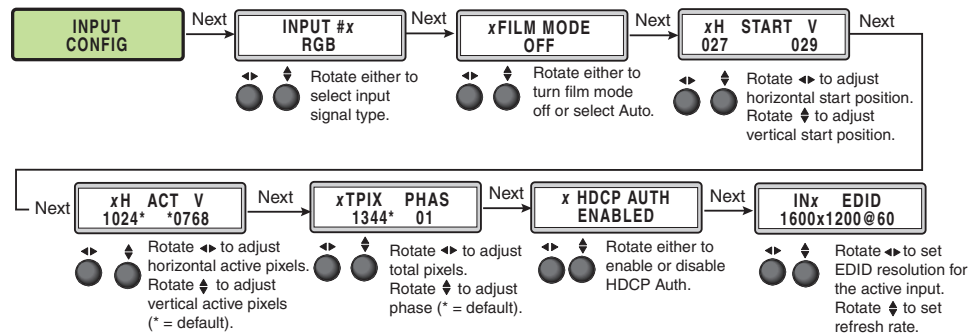 INPUT
CONFIG
Next
INPUT #x
RGB
Rotate either to
select input
signal type.
Next
xFILM MODE
OFF
Rotate either to
turn film mode
off or select Auto.
Next
xH START V
027 029
Rotate ◂▸ to adjust
horizontal start position.
Rotate ▴▾ to adjust
vertical start position.
Next
Next
xH ACT V
1024* *0768
Rotate ◂▸ to adjust
horizontal active pixels.
Rotate ▴▾ to adjust
vertical active pixels
(* = default).
Next
xTPIX PHAS
1344* 01
Rotate ◂▸ to adjust
total pixels.
Rotate ▴▾ to adjust
phase (* = default).
Next
x HDCP AUTH
ENABLED
Rotate either to
enable or disable
HDCP Auth.
Next
INx EDID
1600x1200@60
Rotate ◂▸ to set
EDID resolution for
the active input.
Rotate ▴▾ to set
refresh rate.